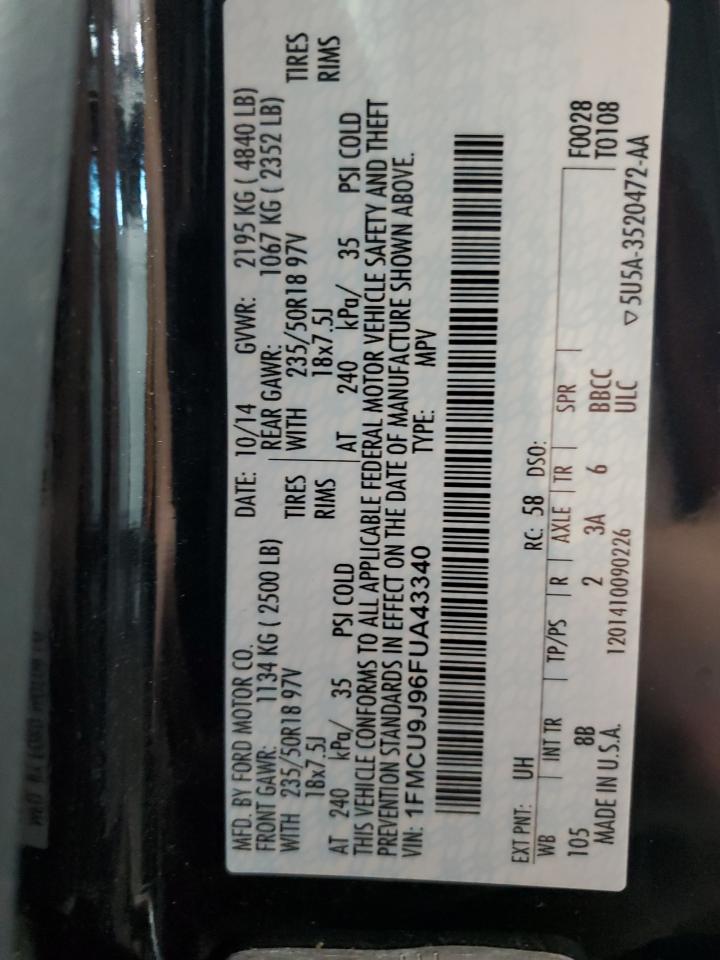 MFD. BY FORD MOTOR CO. DATE: 10/14 GVWR: 2195 KG ( 4840 LB)
FRONT GAWR: 1134 KG ( 2500 LB) REAR GAWR: 1067 KG ( 2352 LB)
WITH 235/50R18 97V TIRES WITH 235/50R18 97V TIRES
18x7.5J RIMS 18x7.5J RIMS
AT 240 kPa/ 35 PSI COLD AT 240 kPa/ 35 PSI COLD
THIS VEHICLE CONFORMS TO ALL APPLICABLE FEDERAL MOTOR VEHICLE SAFETY AND THEFT
PREVENTION STANDARDS IN EFFECT ON THE DATE OF MANUFACTURE SHOWN ABOVE.
VIN: 1FMCU9J96FUA43340 TYPE: MPV
EXT PNT: UH RC: 58 DSO:
WB INT TR TP/PS R AXLE TR SPR F0028
105 8B 2 3A 6 BBCC T0108
MADE IN U.S.A. 1201410090226 ULC ▽5U5A-3520472-AA